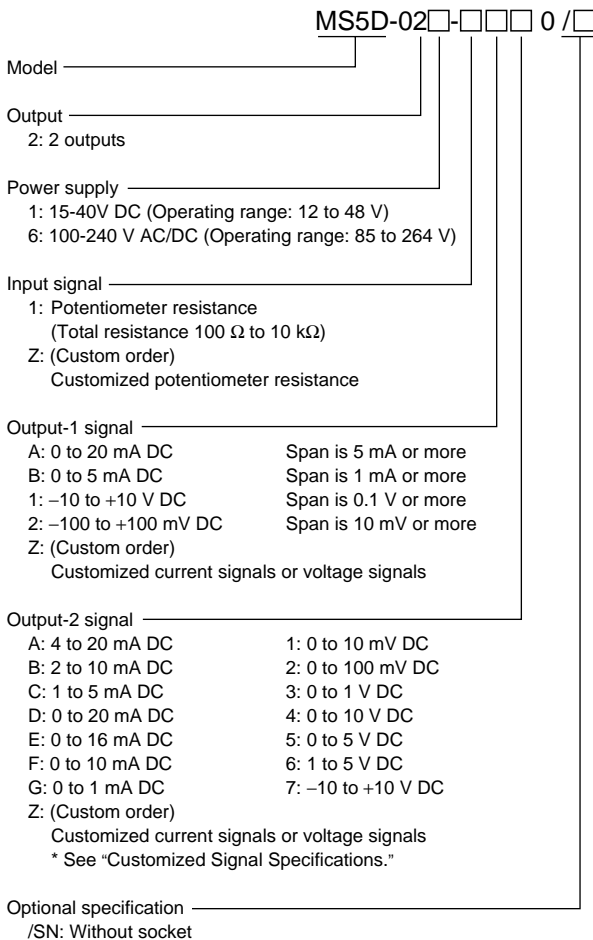 MS5D-02□-□□□0/□
Model
Output
2: 2 outputs
Power supply
1: 15-40V DC (Operating range: 12 to 48 V)
6: 100-240 V AC/DC (Operating range: 85 to 264 V)
Input signal
1: Potentiometer resistance
(Total resistance 100 Ω to 10 kΩ)
Z: (Custom order)
Customized potentiometer resistance
Output-1 signal
A: 0 to 20 mA DC Span is 5 mA or more
B: 0 to 5 mA DC Span is 1 mA or more
1: −10 to +10 V DC Span is 0.1 V or more
2: −100 to +100 mV DC Span is 10 mV or more
Z: (Custom order)
Customized current signals or voltage signals
Output-2 signal
A: 4 to 20 mA DC 1: 0 to 10 mV DC
B: 2 to 10 mA DC 2: 0 to 100 mV DC
C: 1 to 5 mA DC 3: 0 to 1 V DC
D: 0 to 20 mA DC 4: 0 to 10 V DC
E: 0 to 16 mA DC 5: 0 to 5 V DC
F: 0 to 10 mA DC 6: 1 to 5 V DC
G: 0 to 1 mA DC 7: −10 to +10 V DC
Z: (Custom order)
Customized current signals or voltage signals
* See “Customized Signal Specifications.”
Optional specification
/SN: Without socket